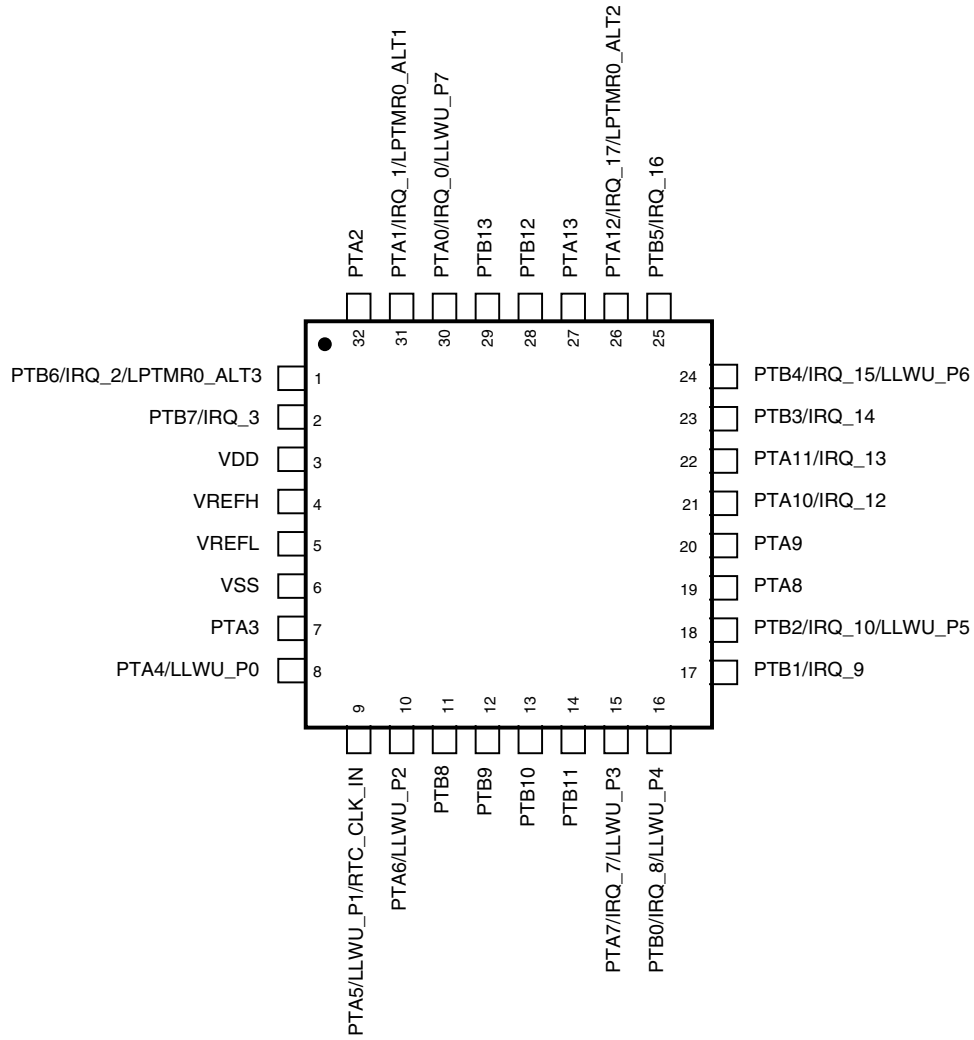 PTA2
PTA1/IRQ_1/LPTMR0_ALT1
PTA0/IRQ_0/LLWU_P7
PTB13
PTB12
PTA13
PTA12/IRQ_17/LPTMR0_ALT2
PTB5/IRQ_16
32
31
30
29
28
27
26
25
PTB6/IRQ_2/LPTMR0_ALT3
1
PTB7/IRQ_3
2
VDD
3
VREFH
4
VREFL
5
VSS
6
PTA3
7
PTA4/LLWU_P0
8
24
PTB4/IRQ_15/LLWU_P6
23
PTB3/IRQ_14
22
PTA11/IRQ_13
21
PTA10/IRQ_12
20
PTA9
19
PTA8
18
PTB2/IRQ_10/LLWU_P5
17
PTB1/IRQ_9
9
10
11
12
13
14
15
16
PTA5/LLWU_P1/RTC_CLK_IN
PTA6/LLWU_P2
PTB8
PTB9
PTB10
PTB11
PTA7/IRQ_7/LLWU_P3
PTB0/IRQ_8/LLWU_P4